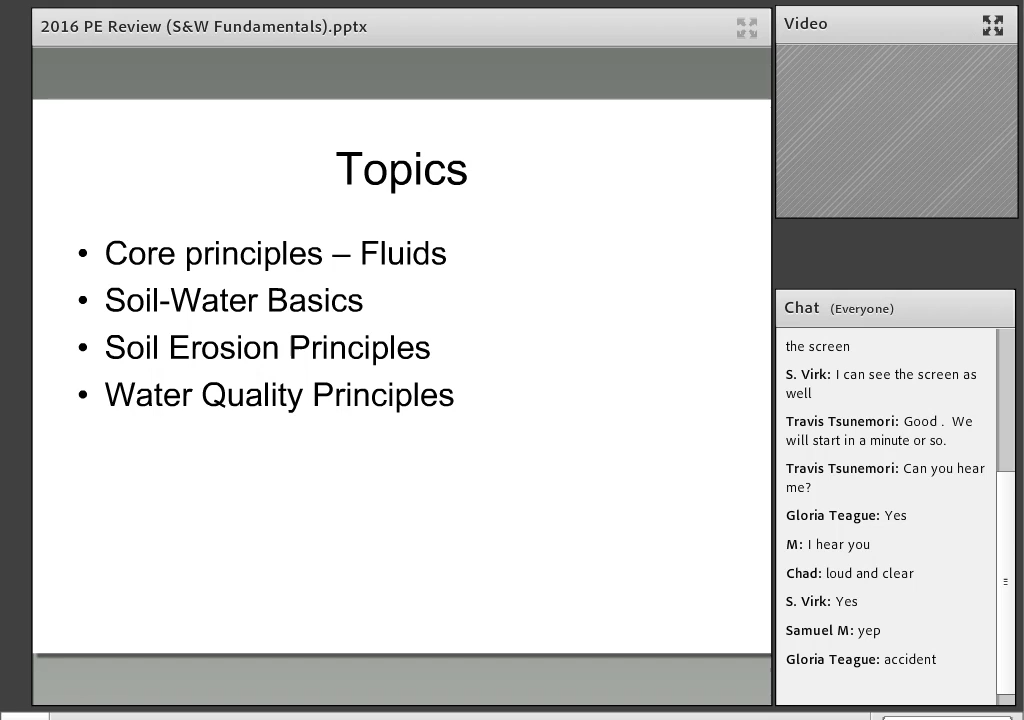 2016 PE Review (S&W Fundamentals).pptx
Topics
• Core principles – Fluids
• Soil-Water Basics
• Soil Erosion Principles
• Water Quality Principles
Video
Chat (Everyone)
the screen
S. Virk: I can see the screen as
well
Travis Tsunemori: Good . We
will start in a minute or so.
Travis Tsunemori: Can you hear
me?
Gloria Teague: Yes
M: I hear you
Chad: loud and clear
S. Virk: Yes
Samuel M: yep
Gloria Teague: accident